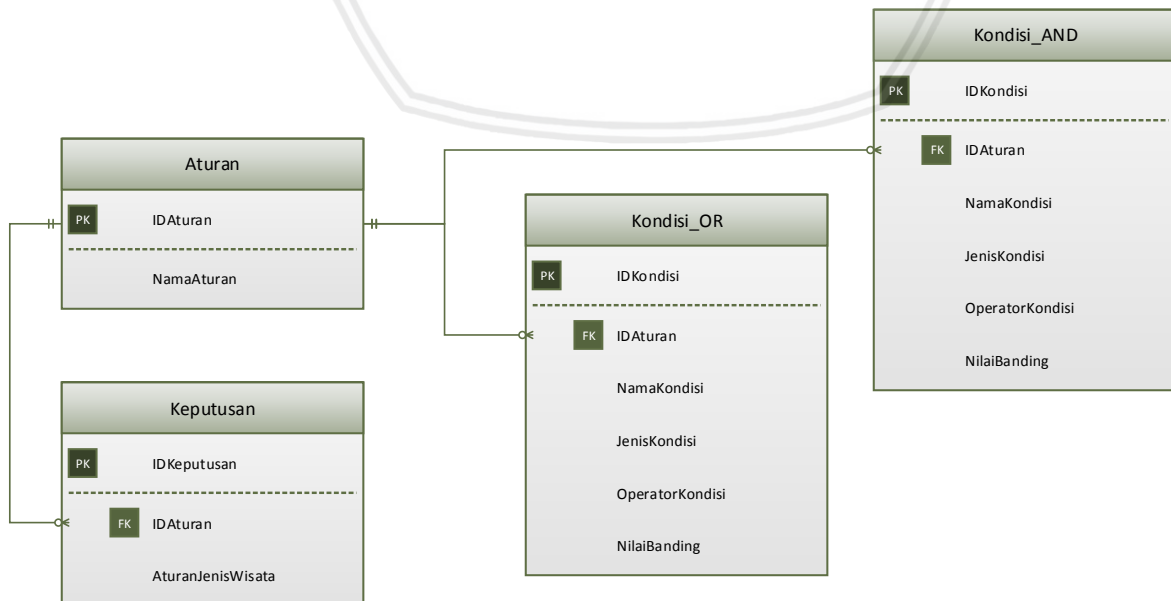 Kondisi_AND
PK IDKondisi
FK IDAturan
NamaKondisi
JenisKondisi
OperatorKondisi
NilaiBanding
Aturan
PK IDAturan
NamaAturan
Kondisi_OR
PK IDKondisi
FK IDAturan
NamaKondisi
JenisKondisi
OperatorKondisi
NilaiBanding
Keputusan
PK IDKeputusan
FK IDAturan
AturanJenisWisata